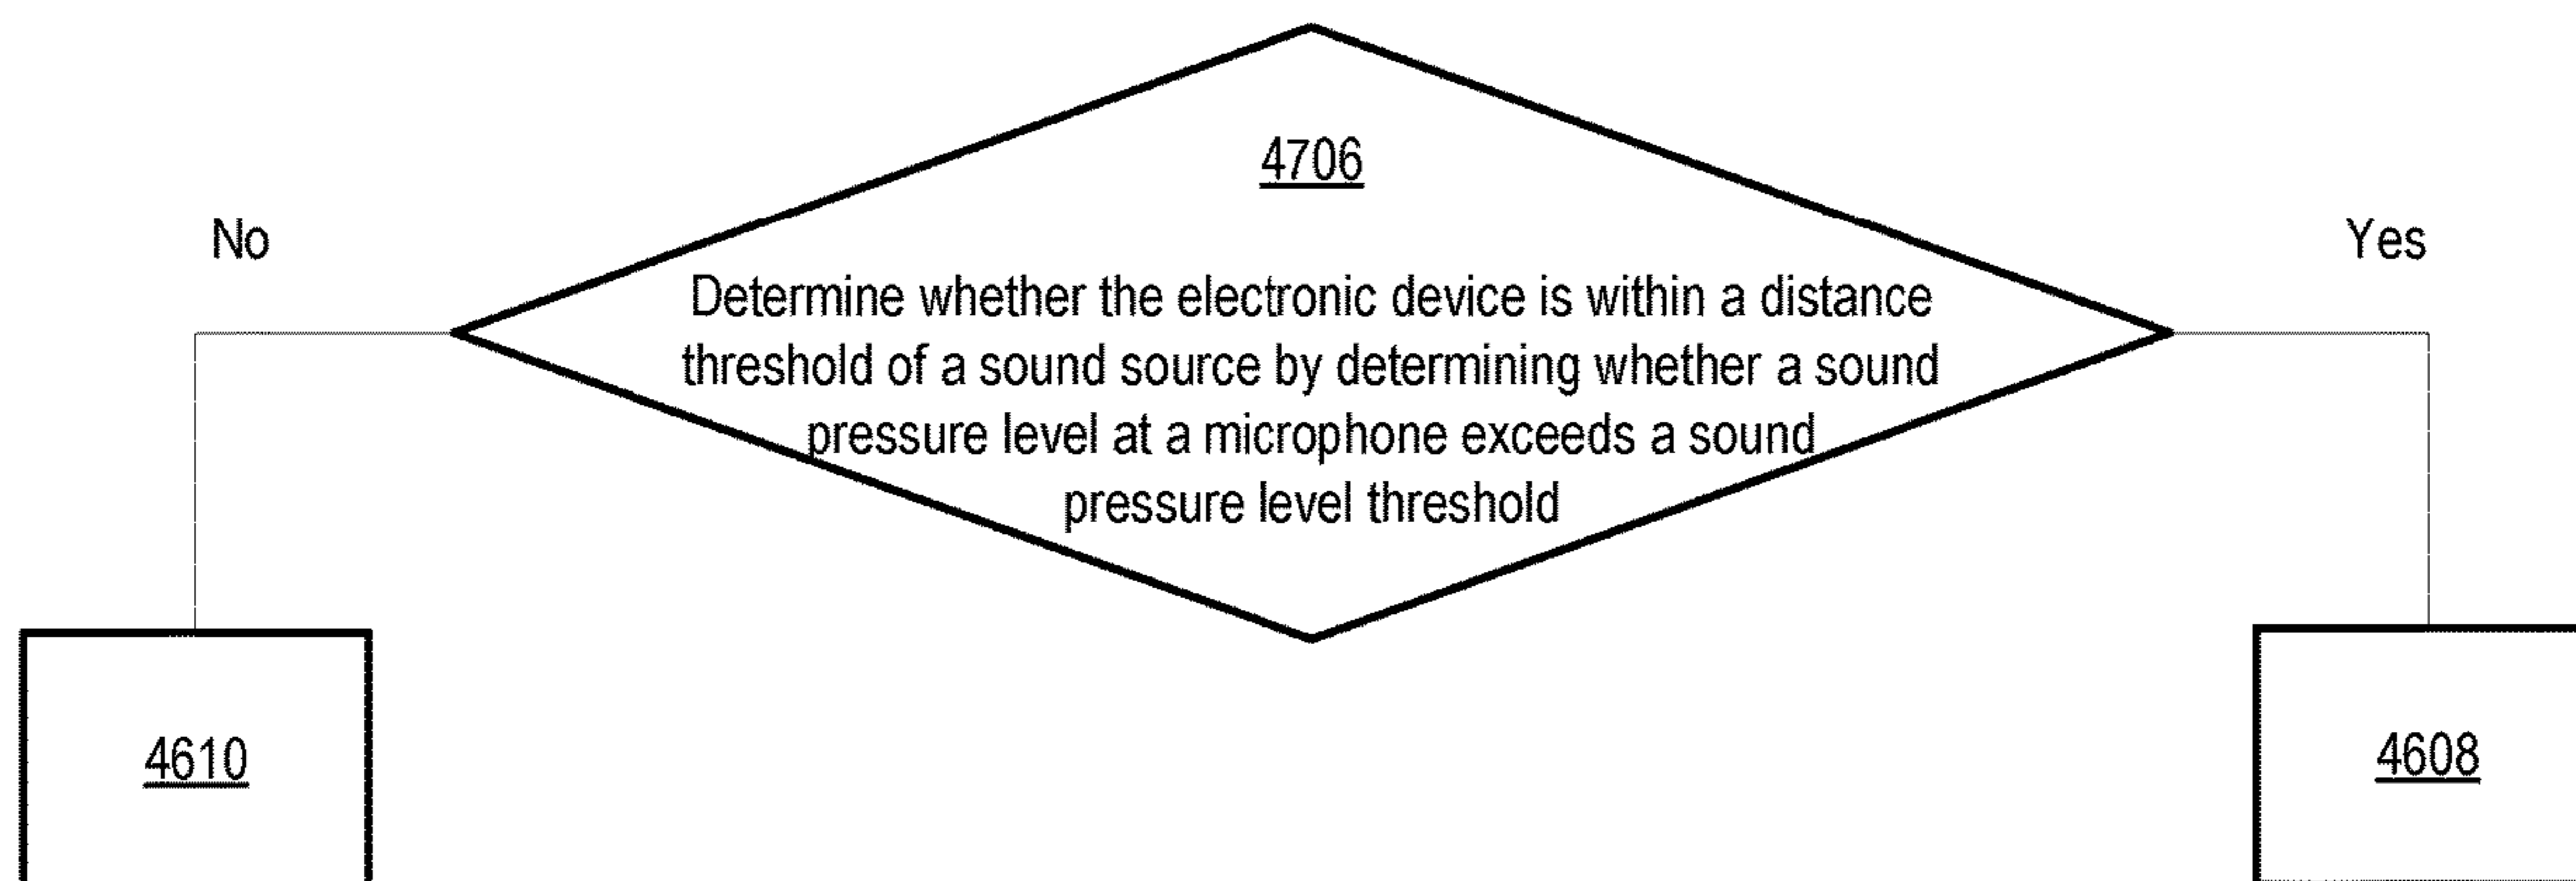 4706
No
Yes
Determine whether the electronic device is within a distance
threshold of a sound source by determining whether a sound
pressure level at a microphone exceeds a sound
pressure level threshold
4610
4608